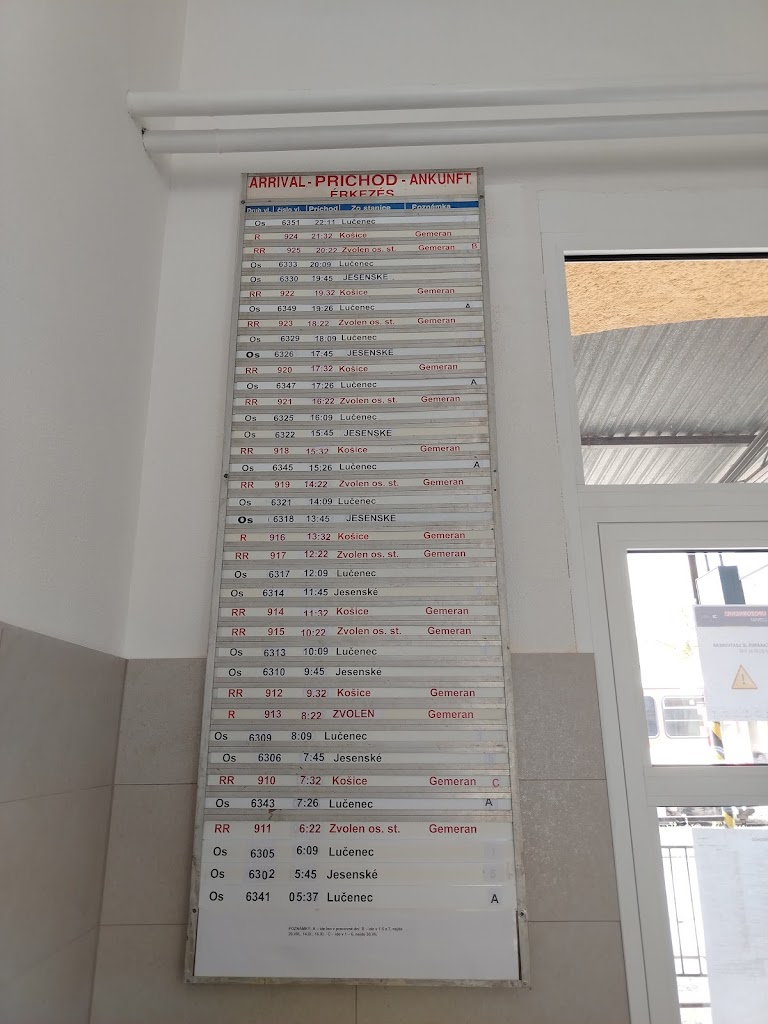 ARRIVAL - PRÍCHOD - ANKUNFT
ÉRKEZÉS
Druh vl. číslo vl. Príchod Zo stanice Poznámka
Os 6351 22:11 Lučenec
R 924 21:32 Košice Gemeran
RR 925 20:22 Zvolen os. st. Gemeran B
Os 6333 20:09 Lučenec
Os 6330 19:45 JESENSKÉ
RR 922 19.32 Košice Gemeran
Os 6349 19:26 Lučenec A
RR 923 18:22 Zvolen os. st. Gemeran
Os 6329 18:09 Lučenec
Os 6326 17:45 JESENSKÉ
RR 920 17:32 Košice Gemeran
Os 6347 17:26 Lučenec A
RR 921 16:22 Zvolen os. st. Gemeran
Os 6325 16:09 Lučenec
Os 6322 15:45 JESENSKÉ
RR 918 15:32 Košice Gemeran
Os 6345 15:26 Lučenec A
RR 919 14:22 Zvolen os. st. Gemeran
Os 6321 14:09 Lučenec
Os 6318 13:45 JESENSKÉ
R 916 13:32 Košice Gemeran
RR 917 12:22 Zvolen os. st. Gemeran
Os 6317 12:09 Lučenec
Os 6314 11:45 Jesenské
RR 914 11:32 Košice Gemeran
RR 915 10:22 Zvolen os. st. Gemeran
Os 6313 10:09 Lučenec
Os 6310 9:45 Jesenské
RR 912 9.32 Košice Gemeran
R 913 8:22 ZVOLEN Gemeran
Os 6309 8:09 Lučenec
Os 6306 7:45 Jesenské
RR 910 7:32 Košice Gemeran C
Os 6343 7:26 Lučenec A
RR 911 6:22 Zvolen os. st. Gemeran
Os 6305 6:09 Lučenec
Os 6302 5:45 Jesenské
Os 6341 05:37 Lučenec A
POZNÁMKY: